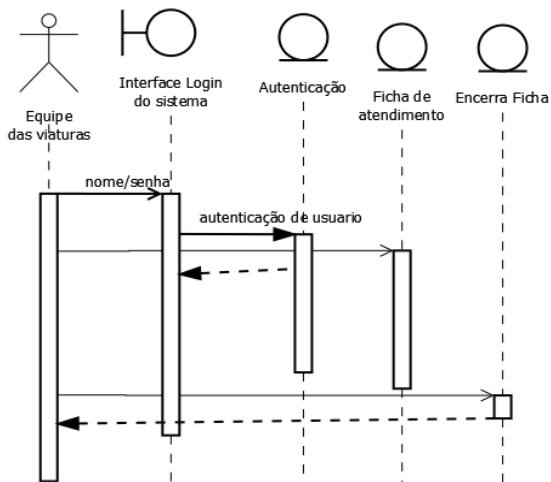 Equipe
das viaturas
Interface Login
do sistema
Autenticação
Ficha de
atendimento
Encerra Ficha
nome/senha
autenticação de usuario